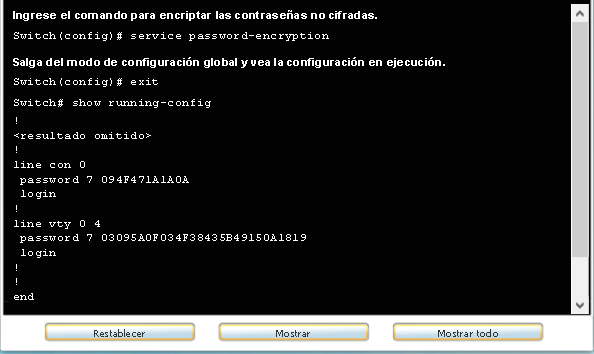 Ingrese el comando para encriptar las contraseñas no cifradas.
Switch(config)# service password-encryption
Salga del modo de configuración global y vea la configuración en ejecución.
Switch(config)# exit
Switch# show running-config
!
<resultado omitido>
!
line con 0
password 7 094F471A1A0A
login
!
line vty 0 4
password 7 03095A0F034F38435B49150A1819
login
!
!
end
Restablecer
Mostrar
Mostrar todo